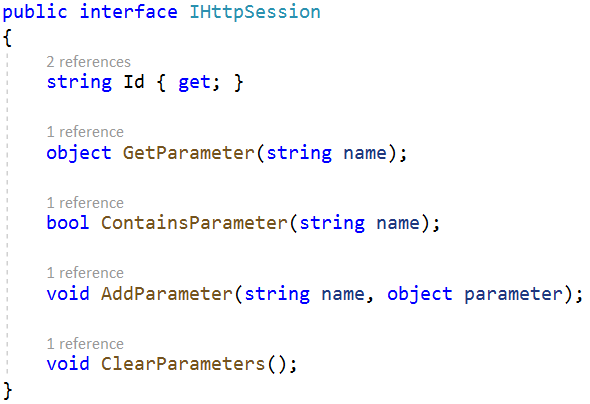 public interface IHttpSession
{
2 references
string Id { get; }
1 reference
object GetParameter(string name);
1 reference
bool ContainsParameter(string name);
1 reference
void AddParameter(string name, object parameter);
1 reference
void ClearParameters();
}